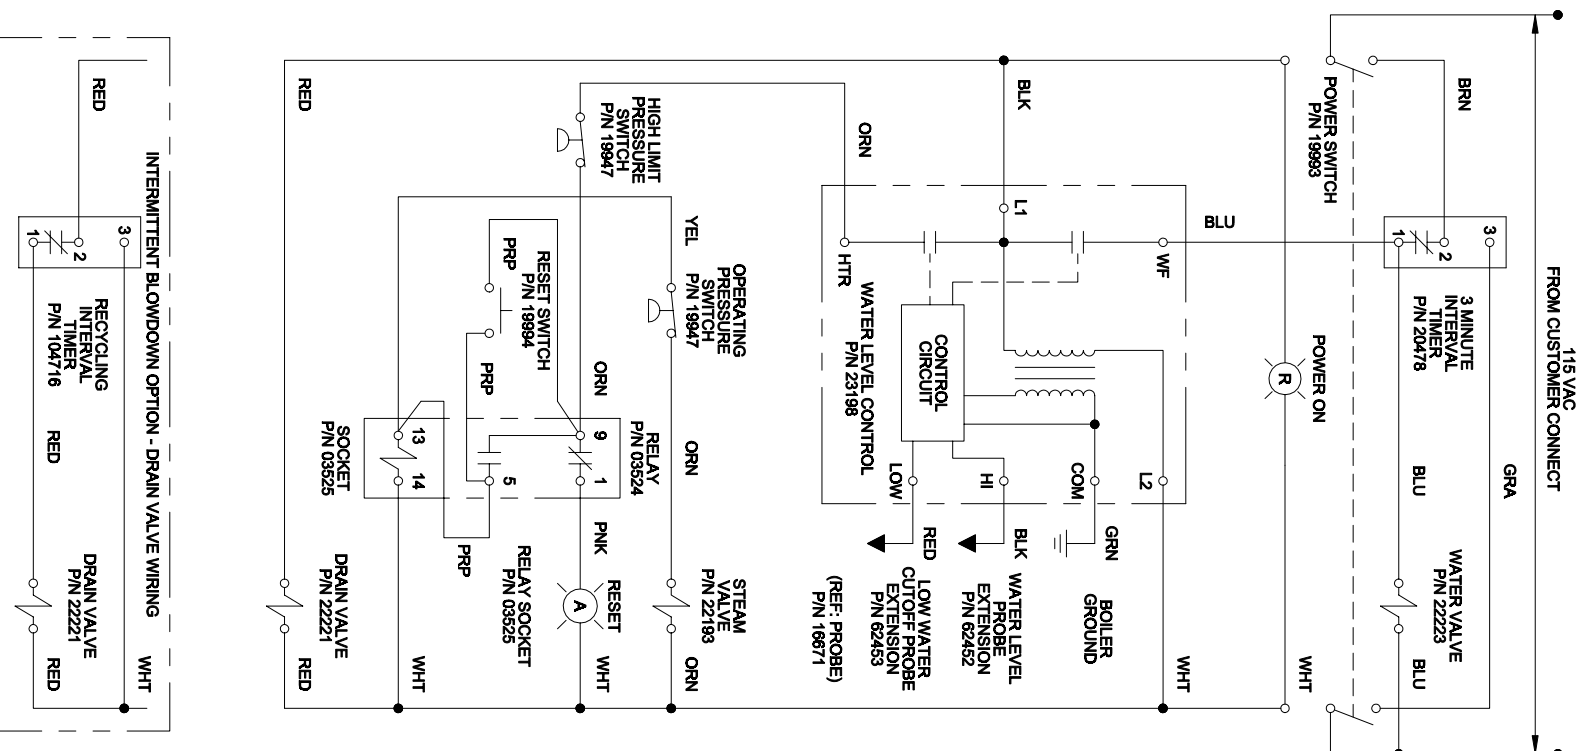 115 VAC
FROM CUSTOMER CONNECT
BRN
POWER SWITCH
P/N 19993
3
2
1
3 MINUTE
INTERVAL
TIMER
P/N 20478
GRA
BLU
WATER VALVE
P/N 22223
BLU
POWER ON
R
WHT
BLK
BLU
L1
WF
ORN
HTR
WATER LEVEL CONTROL
P/N 23198
CONTROL
CIRCUIT
L2
COM
HI
LOW
WHT
GRN
BLK
RED
BOILER
GROUND
WATER LEVEL
PROBE
EXTENSION
P/N 62452
LOW WATER
CUTOFF PROBE
EXTENSION
P/N 62453
(REF: PROBE)
P/N 16671
HIGH LIMIT
PRESSURE
SWITCH
P/N 19947
YEL
OPERATING
PRESSURE
SWITCH
P/N 19947
ORN
STEAM
VALVE
P/N 22193
ORN
PRP
RESET SWITCH
P/N 19994
PRP
ORN
9
1
5
13
14
RELAY
P/N 03524
SOCKET
P/N 03525
PNK
RESET
A
WHT
PRP
RELAY SOCKET
P/N 03525
WHT
RED
DRAIN VALVE
P/N 22221
RED
INTERMITTENT BLOWDOWN OPTION - DRAIN VALVE WIRING
RED
3
2
1
RECYCLING
INTERVAL
TIMER
P/N 104716
RED
DRAIN VALVE
P/N 22221
WHT
RED